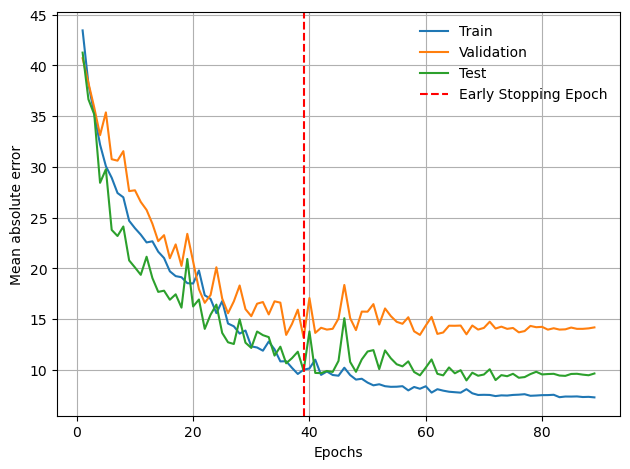 45
40
35
30
25
20
15
10
Mean absolute error
Train
Validation
Test
Early Stopping Epoch
0
20
40
60
80
Epochs